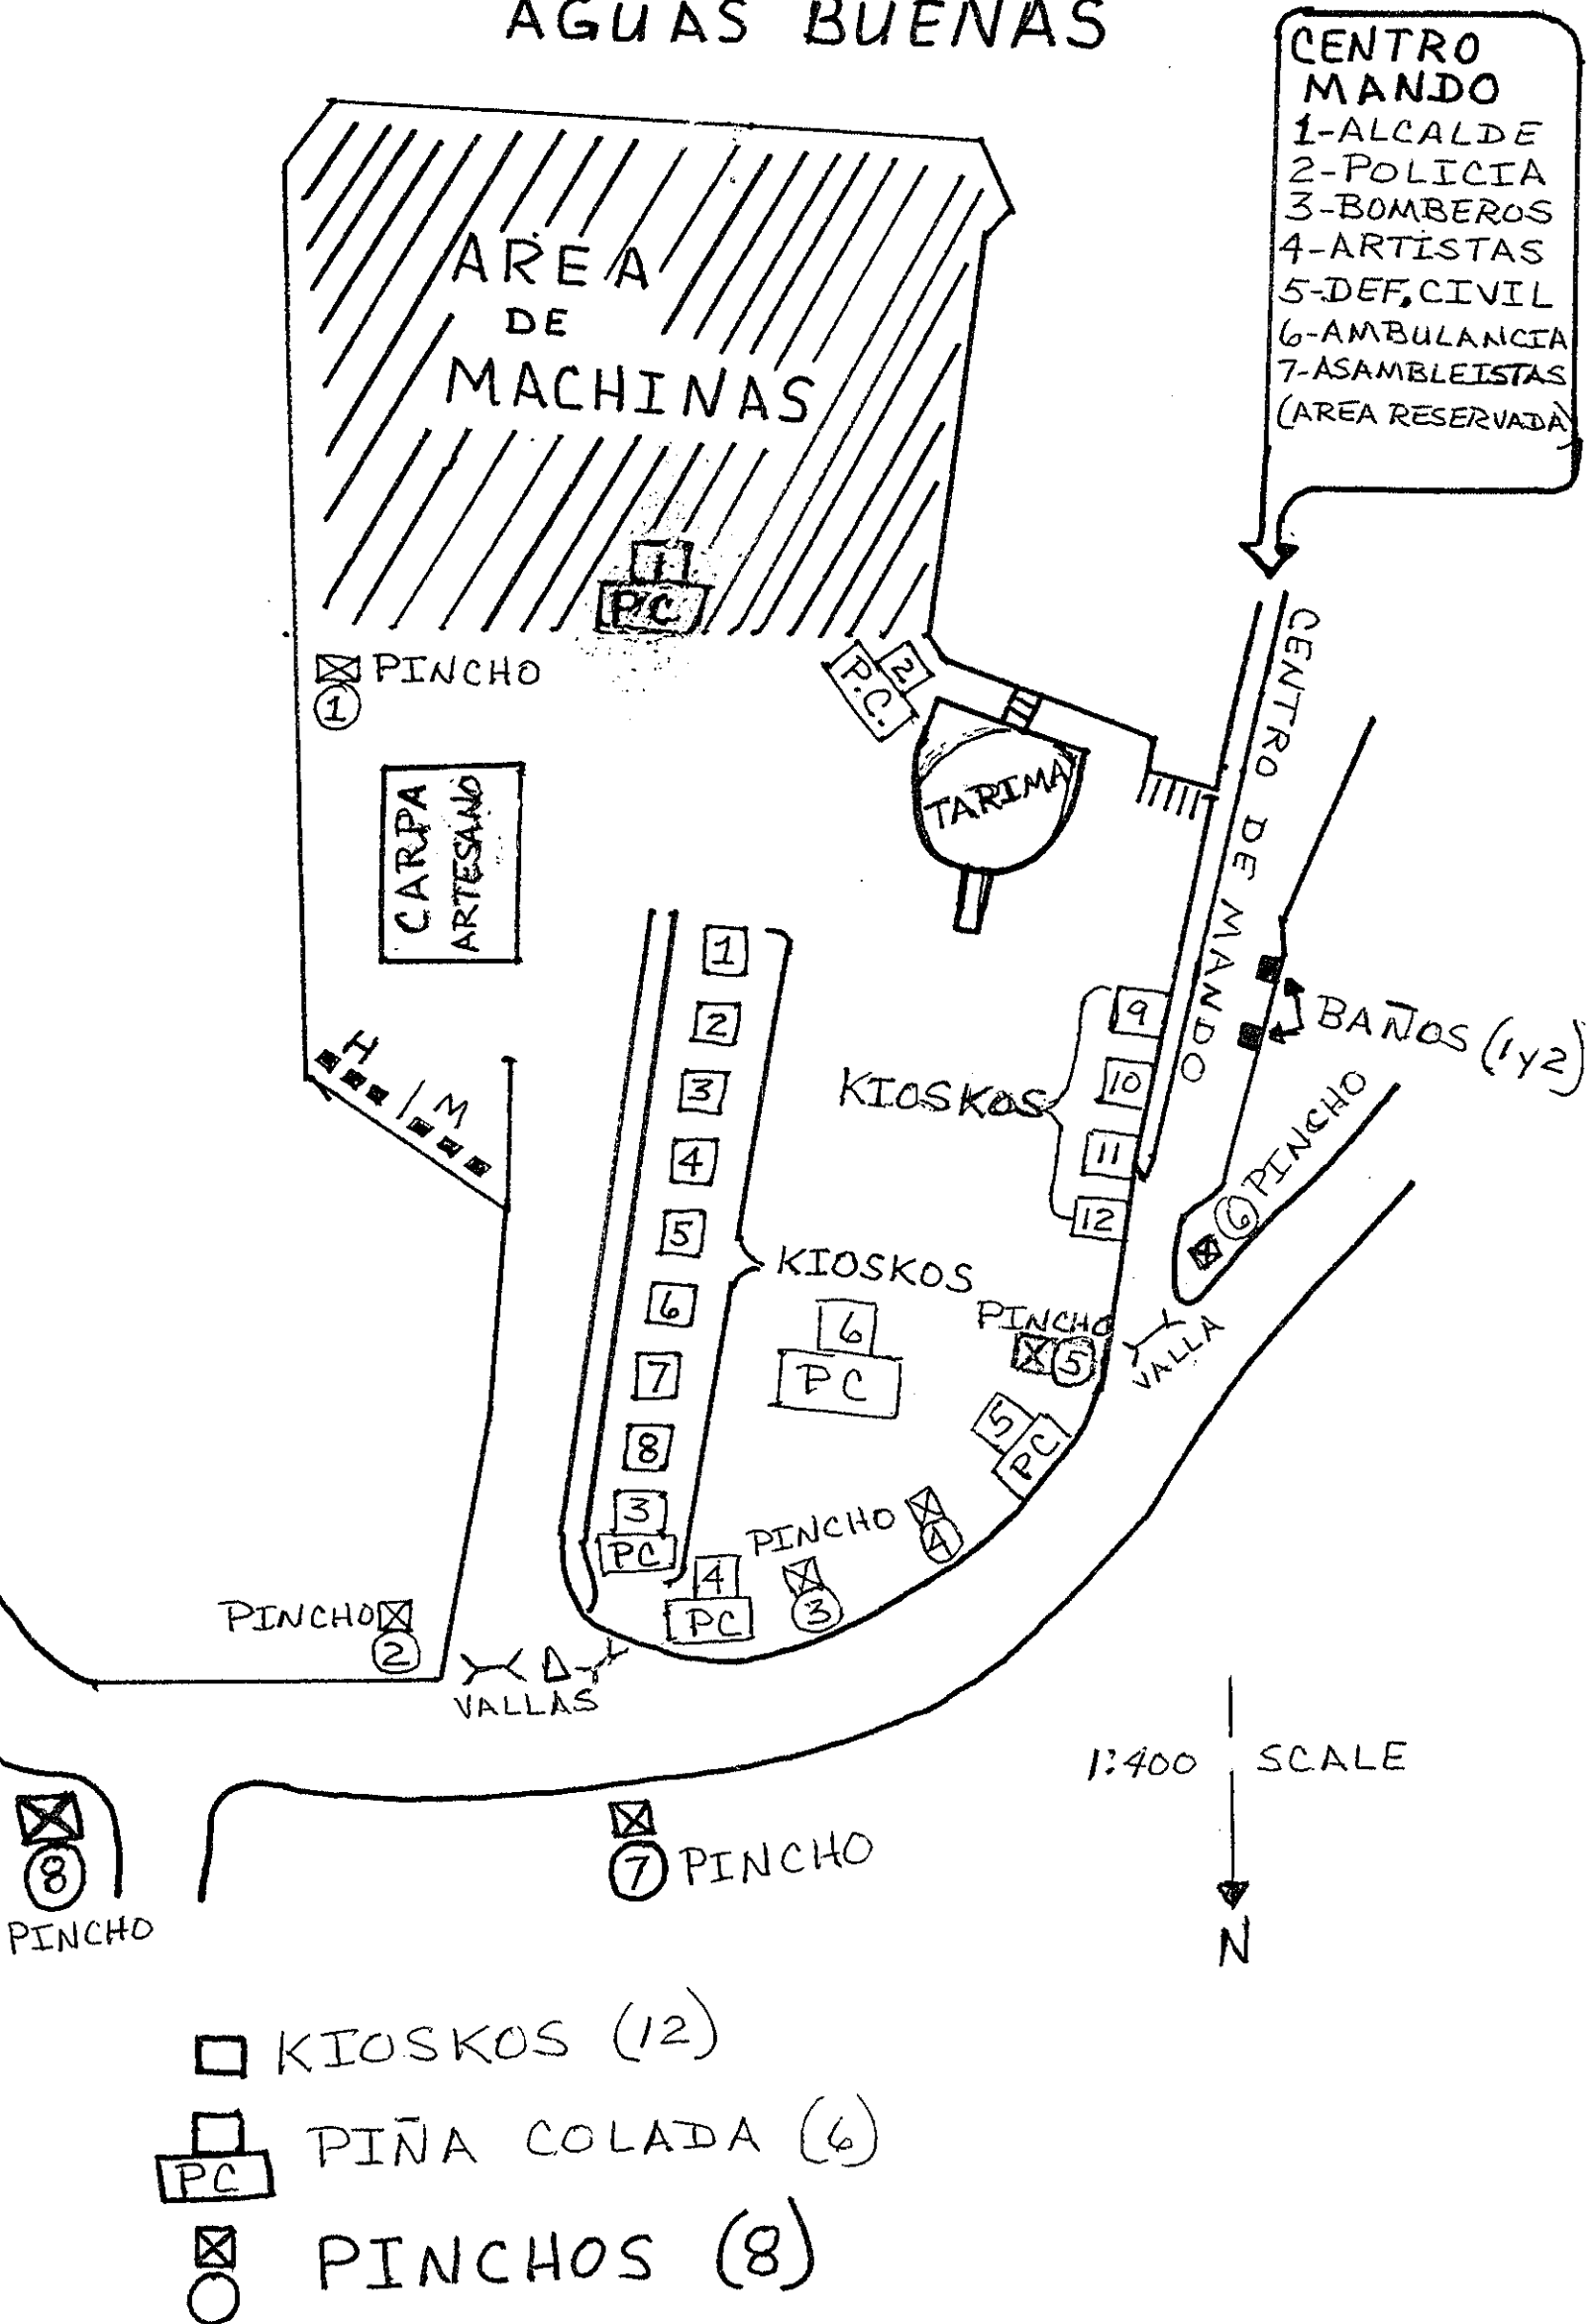 AGUAS BUENAS
CENTRO
MANDO
1-ALCALDE
2-POLICIA
3-BOMBEROS
4-ARTISTAS
5-DEF. CIVIL
6-AMBULANCIA
7-ASAMBLEISTAS
(AREA RESERVADA)
AREA
DE
MACHINAS
1
PC
PINCHO
1
2
P.C.
TARIMA
CENTRO DE MANDO
CARPA
ARTESANO
H / M
1
2
3
4
5
6
7
8
KIOSKOS
9
10
11
12
KIOSKOS
BAÑOS (1 y 2)
6 PINCHO
6
PC
PINCHO
5
VALLA
5
PC
3
PC
4
PC
PINCHO
4
3
PINCHO
2
VALLAS
1:400 SCALE
N
8
PINCHO
7 PINCHO
KIOSKOS (12)
PIÑA COLADA (6)
PC
PINCHOS (8)